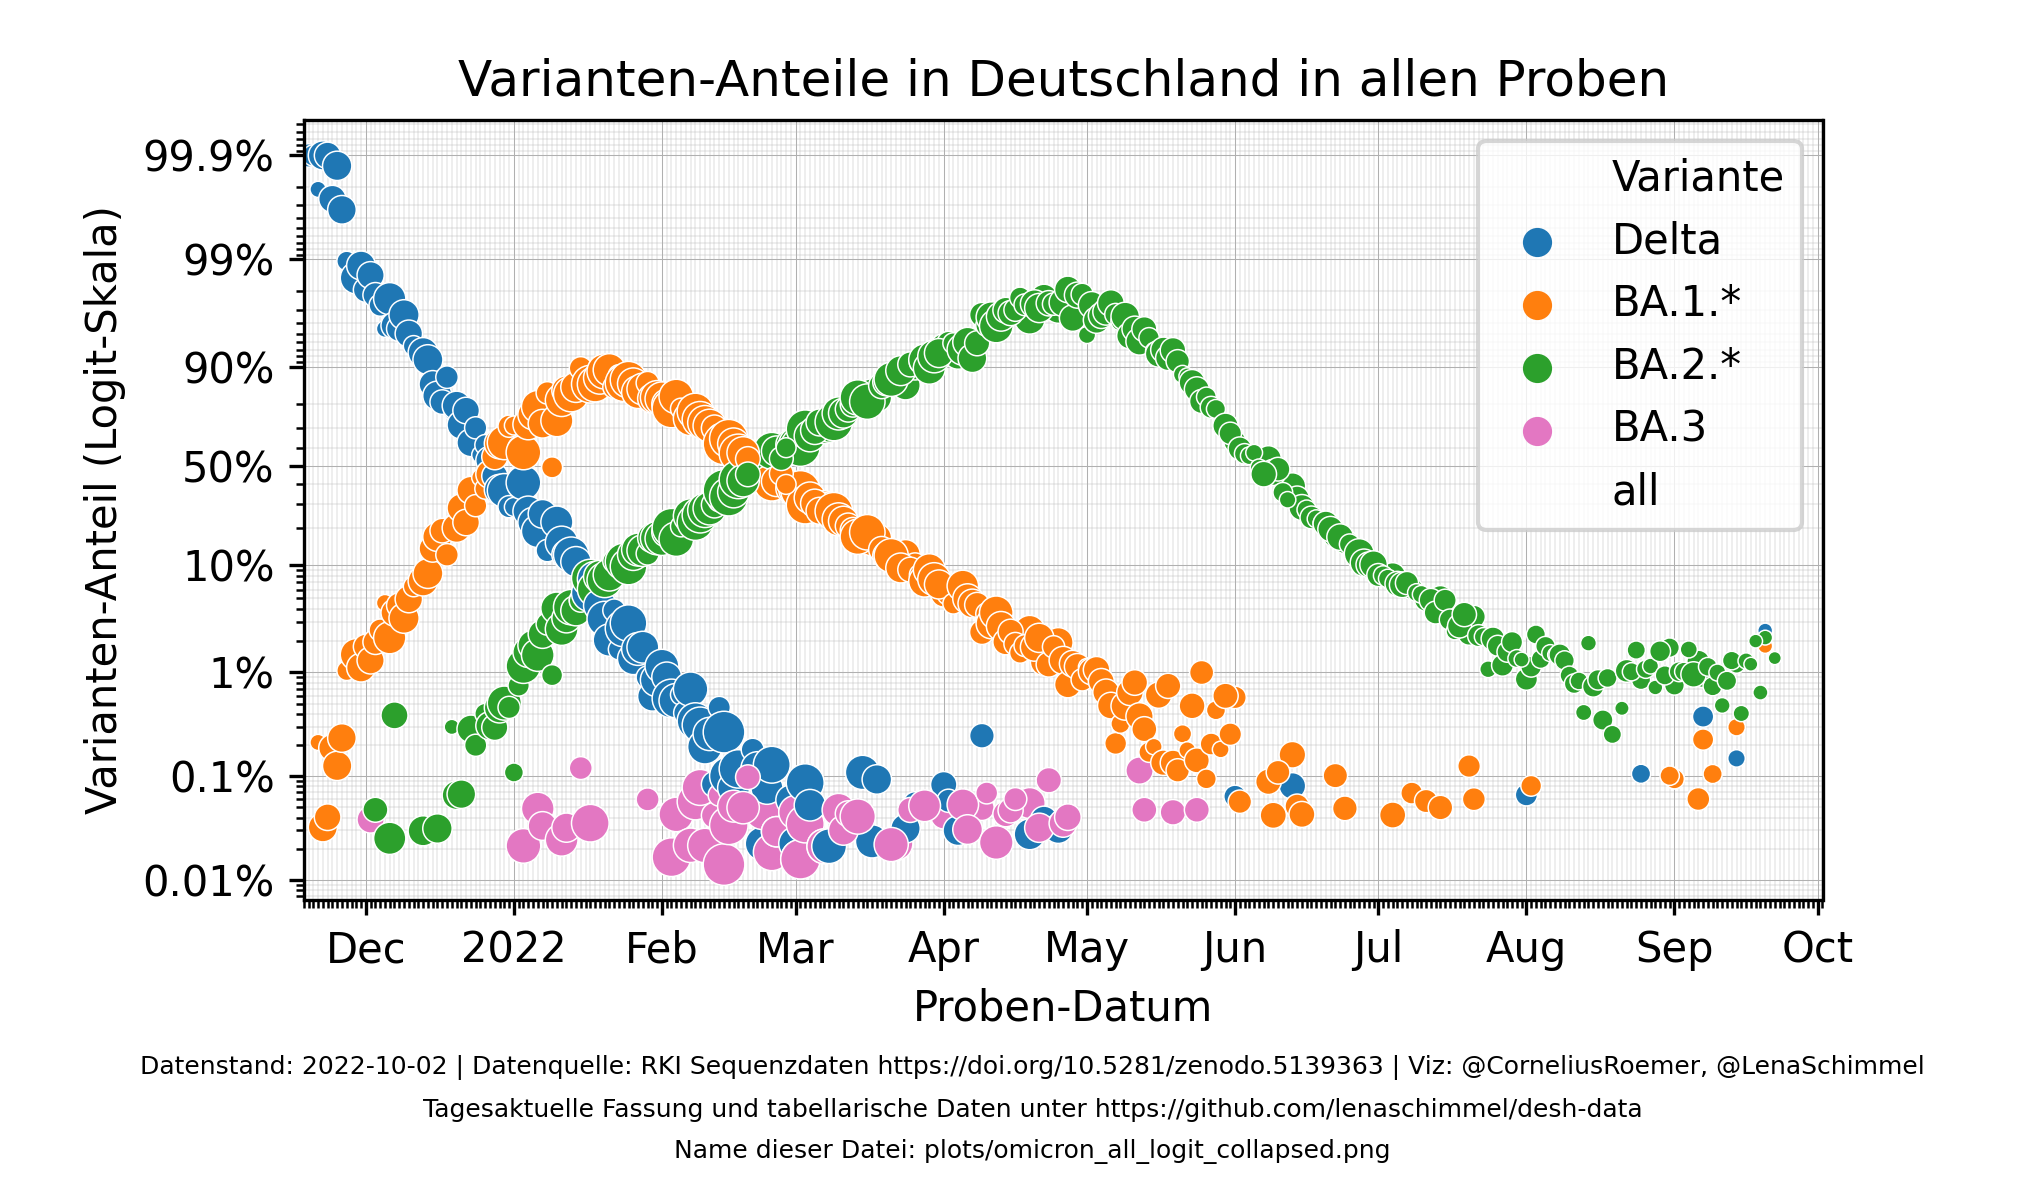 Varianten-Anteile in Deutschland in allen Proben
Varianten-Anteil (Logit-Skala)
99.9%
99%
90%
50%
10%
1%
0.1%
0.01%
Variante
Delta
BA.1.*
BA.2.*
BA.3
all
Dec 2022 Feb Mar Apr May Jun Jul Aug Sep Oct
Proben-Datum
Datenstand: 2022-10-02 | Datenquelle: RKI Sequenzdaten https://doi.org/10.5281/zenodo.5139363 | Viz: @CorneliusRoemer, @LenaSchimmel
Tagesaktuelle Fassung und tabellarische Daten unter https://github.com/lenaschimmel/desh-data
Name dieser Datei: plots/omicron_all_logit_collapsed.png